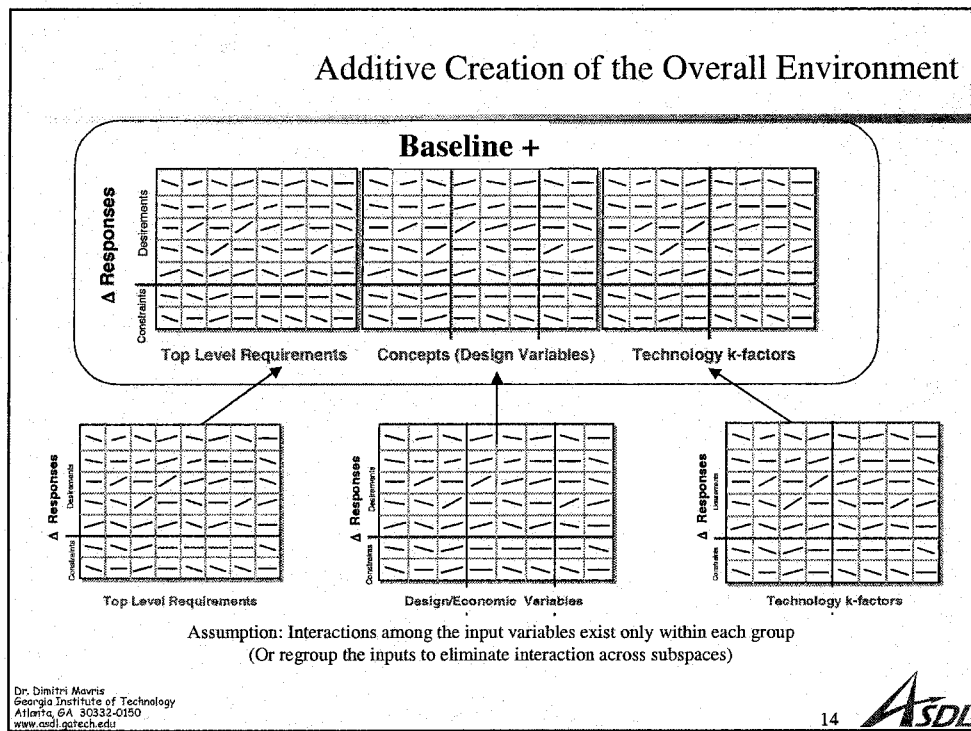 Additive Creation of the Overall Environment
Baseline +
Δ Responses
Desirements
Constraints
Top Level Requirements
Concepts (Design Variables)
Technology k-factors
Δ Responses
Desirements
Constraints
Top Level Requirements
Δ Responses
Desirements
Constraints
Design/Economic Variables
Δ Responses
Desirements
Constraints
Technology k-factors
Assumption: Interactions among the input variables exist only within each group
(Or regroup the inputs to eliminate interaction across subspaces)
Dr. Dimitri Mavris
Georgia Institute of Technology
Atlanta, GA 30332-0150
www.asdl.gatech.edu
14
ASDL